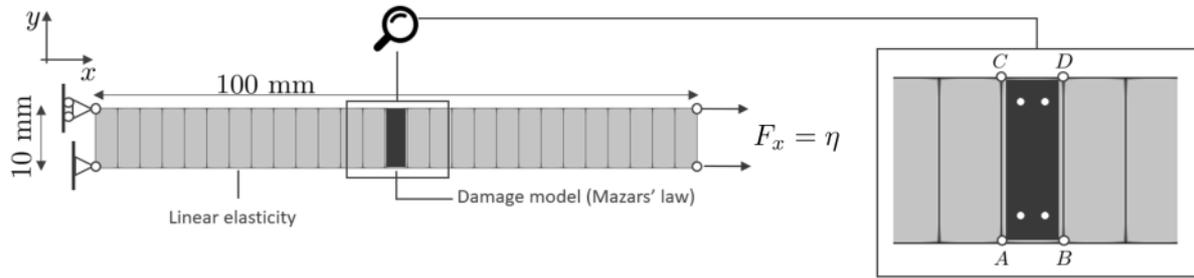 y
x
100 mm
10 mm
F_x = η
Linear elasticity
Damage model (Mazars' law)
C D
A B